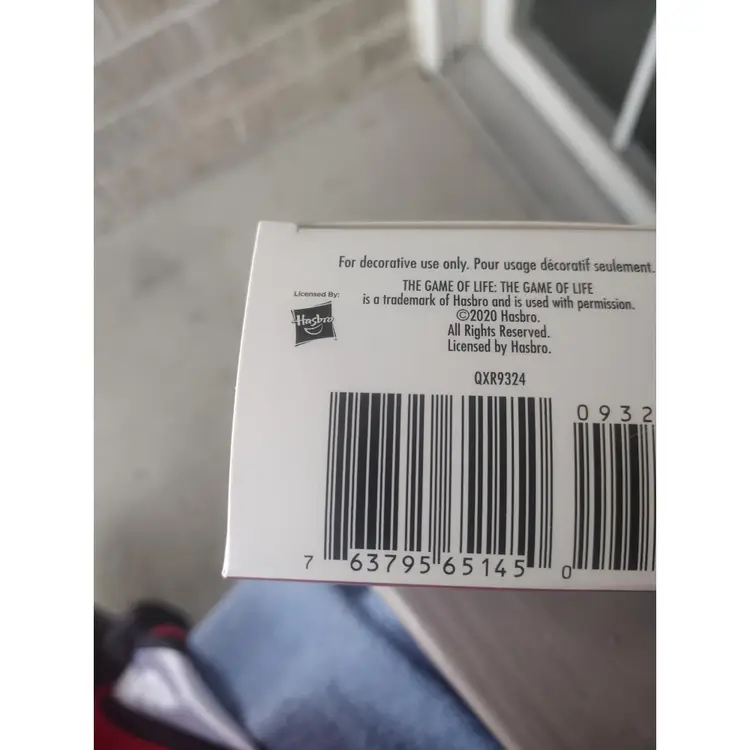 For decorative use only. Pour usage décoratif seulement.
THE GAME OF LIFE: THE GAME OF LIFE
is a trademark of Hasbro and is used with permission.
©2020 Hasbro.
All Rights Reserved.
Licensed by Hasbro.
Licensed By:
Hasbro
QXR9324
0932
7 63795 65145 0